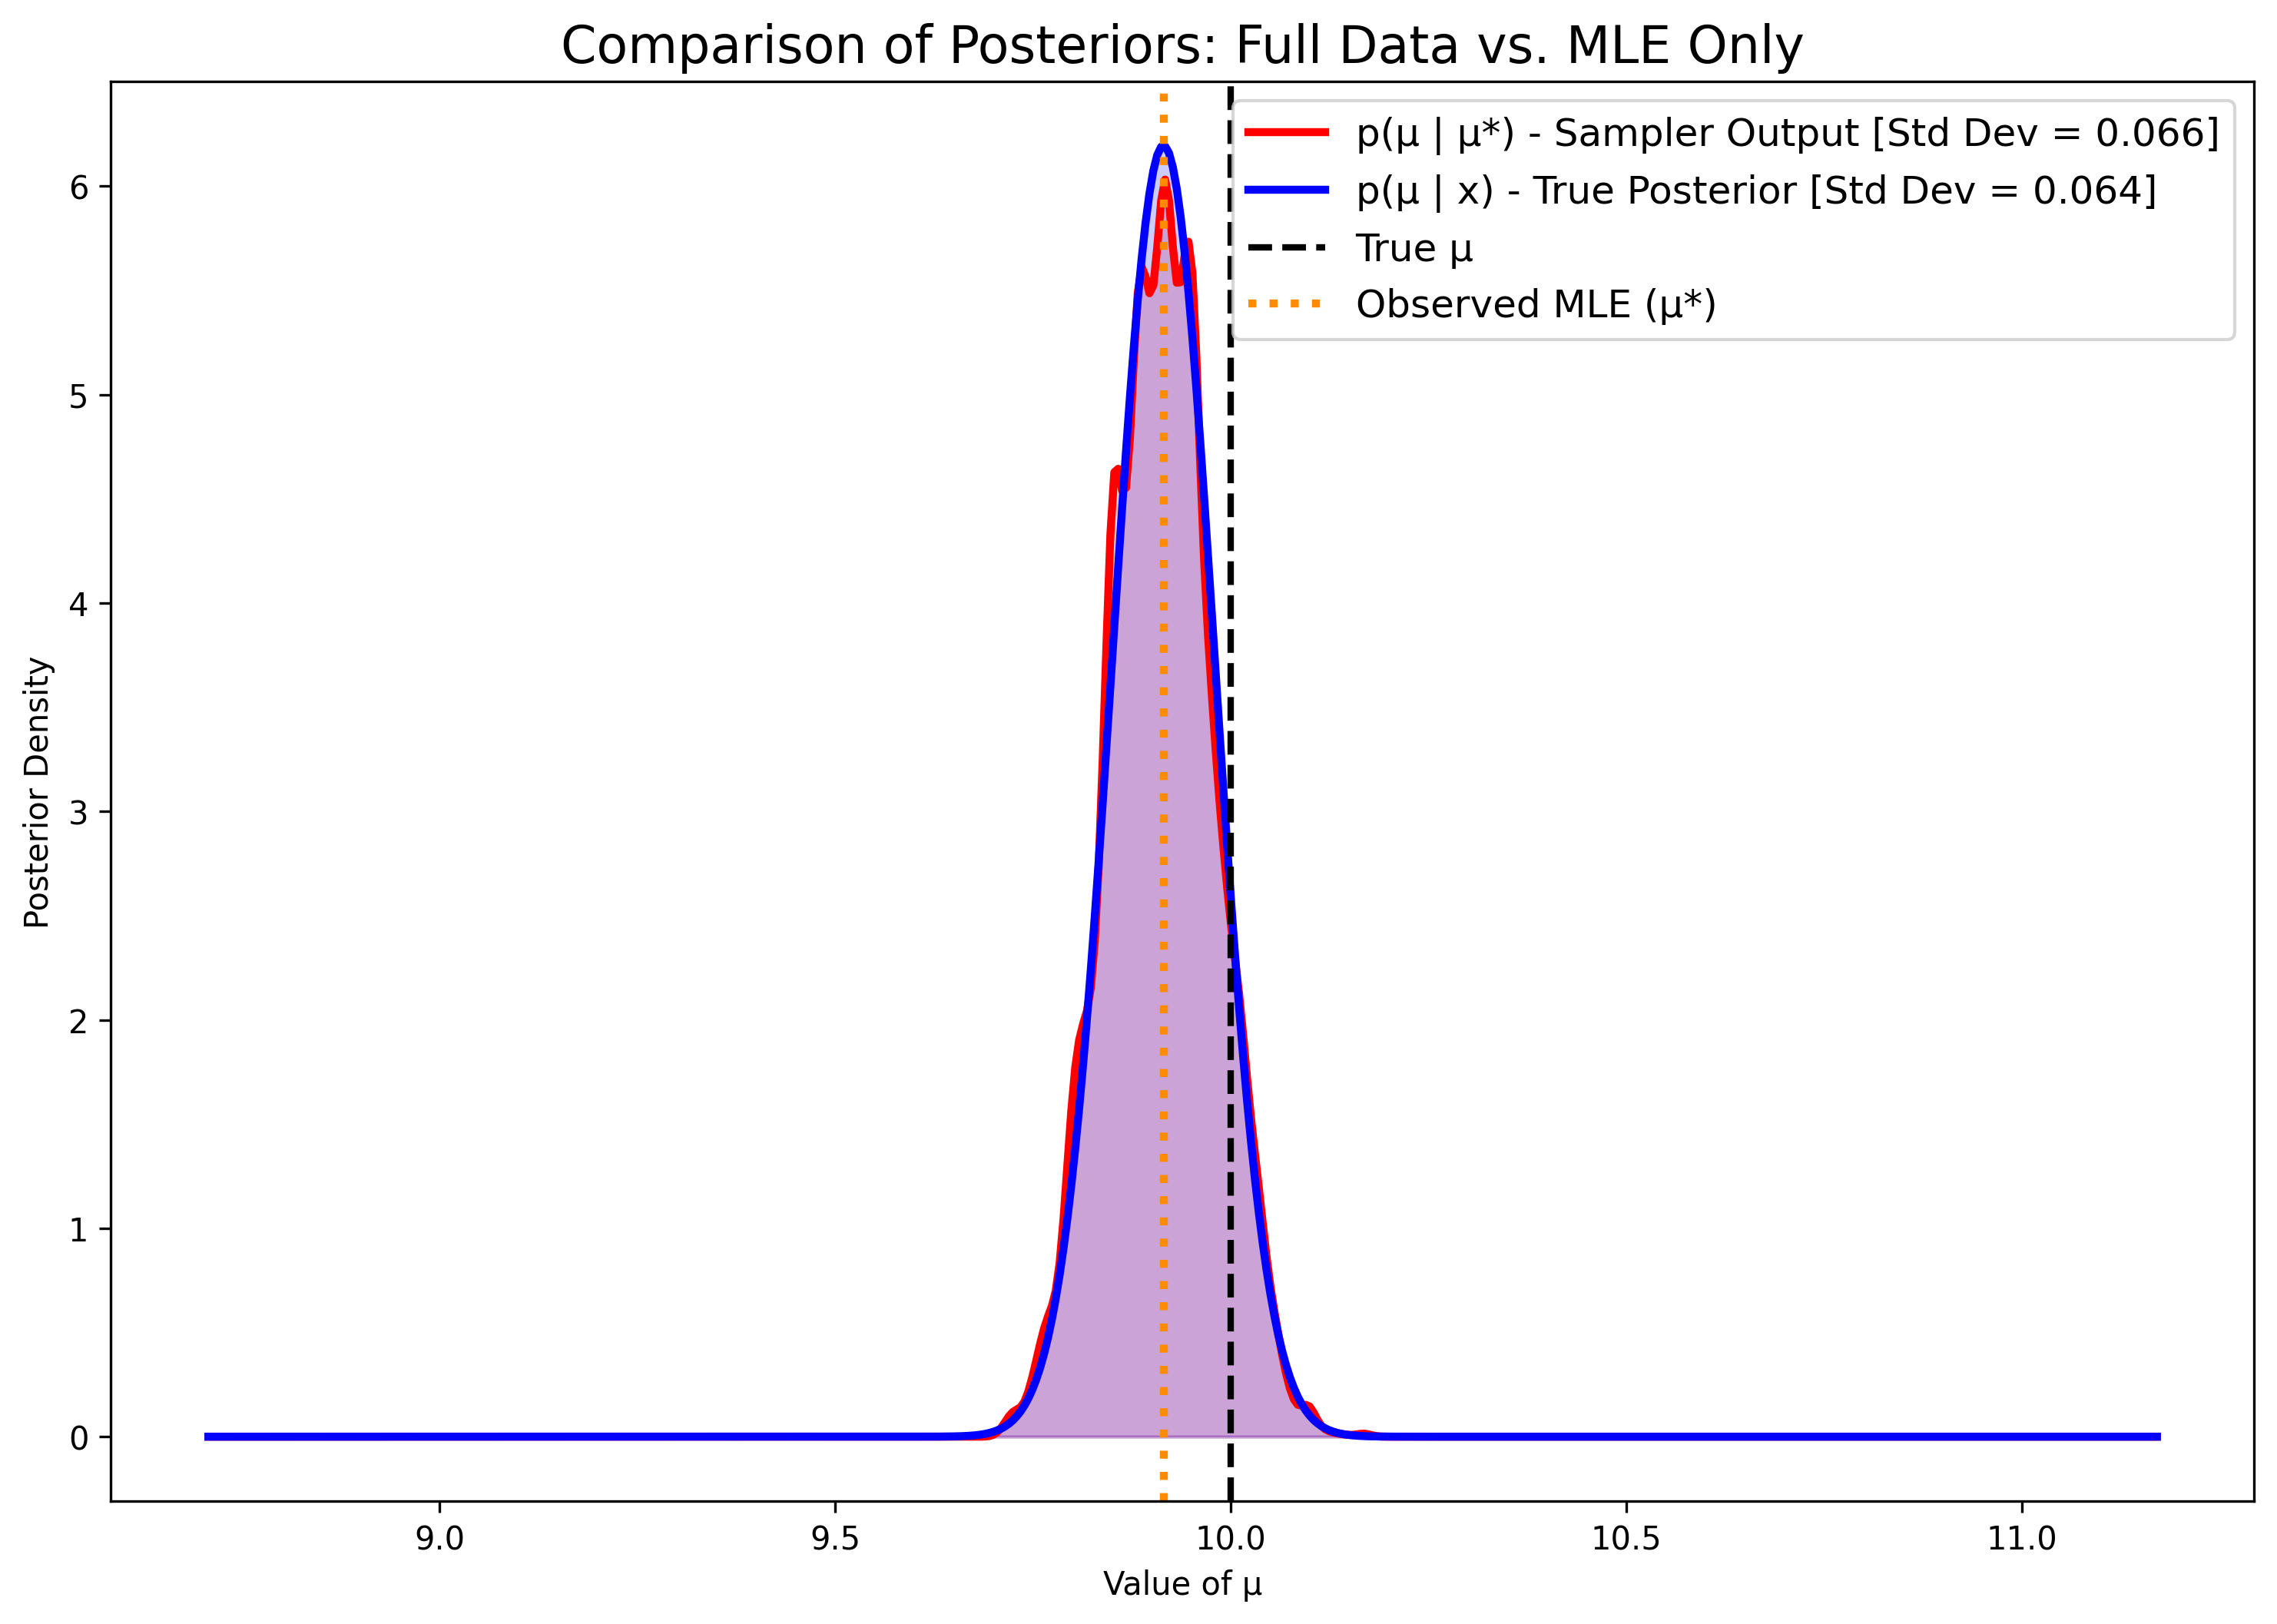 Comparison of Posteriors: Full Data vs. MLE Only
p(μ | μ*) - Sampler Output [Std Dev = 0.066]
p(μ | x) - True Posterior [Std Dev = 0.064]
True μ
Observed MLE (μ*)
Posterior Density
6
5
4
3
2
1
0
9.0 9.5 10.0 10.5 11.0
Value of μ